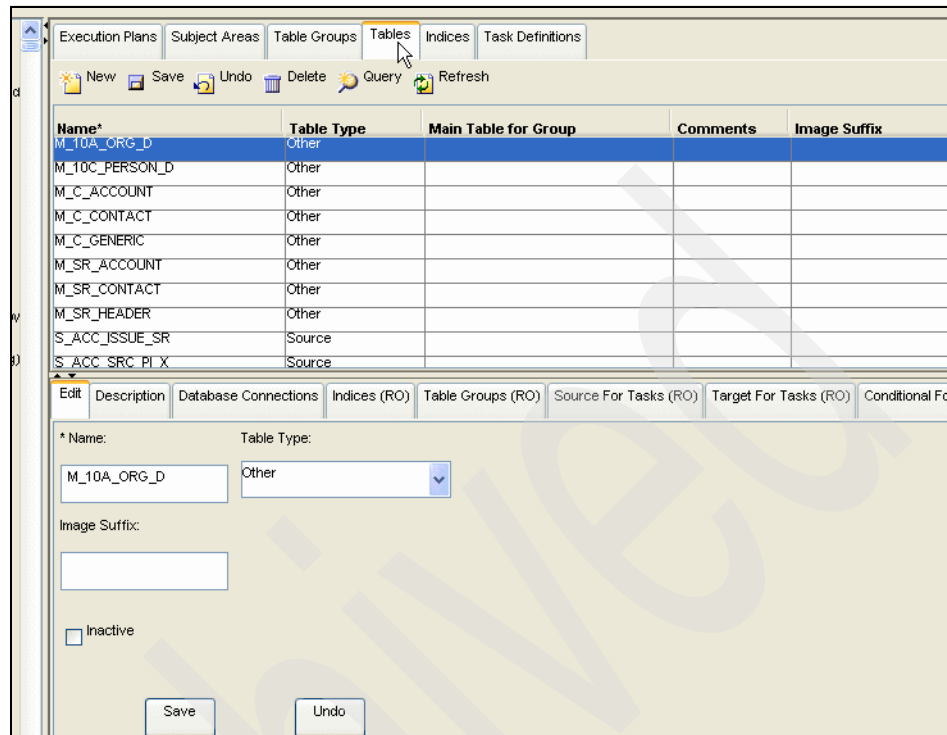 Execution Plans Subject Areas Table Groups Tables Indices Task Definitions
New Save Undo Delete Query Refresh
Name* Table Type Main Table for Group Comments Image Suffix
M_10A_ORG_D Other
M_10C_PERSON_D Other
M_C_ACCOUNT Other
M_C_CONTACT Other
M_C_GENERIC Other
M_SR_ACCOUNT Other
M_SR_CONTACT Other
M_SR_HEADER Other
S_ACC_ISSUE_SR Source
S_ACC_SRC_PI_X Source
Edit Description Database Connections Indices (RO) Table Groups (RO) Source For Tasks (RO) Target For Tasks (RO) Conditional Fo
* Name: Table Type:
M_10A_ORG_D Other
Image Suffix:
Inactive
Save Undo
hived